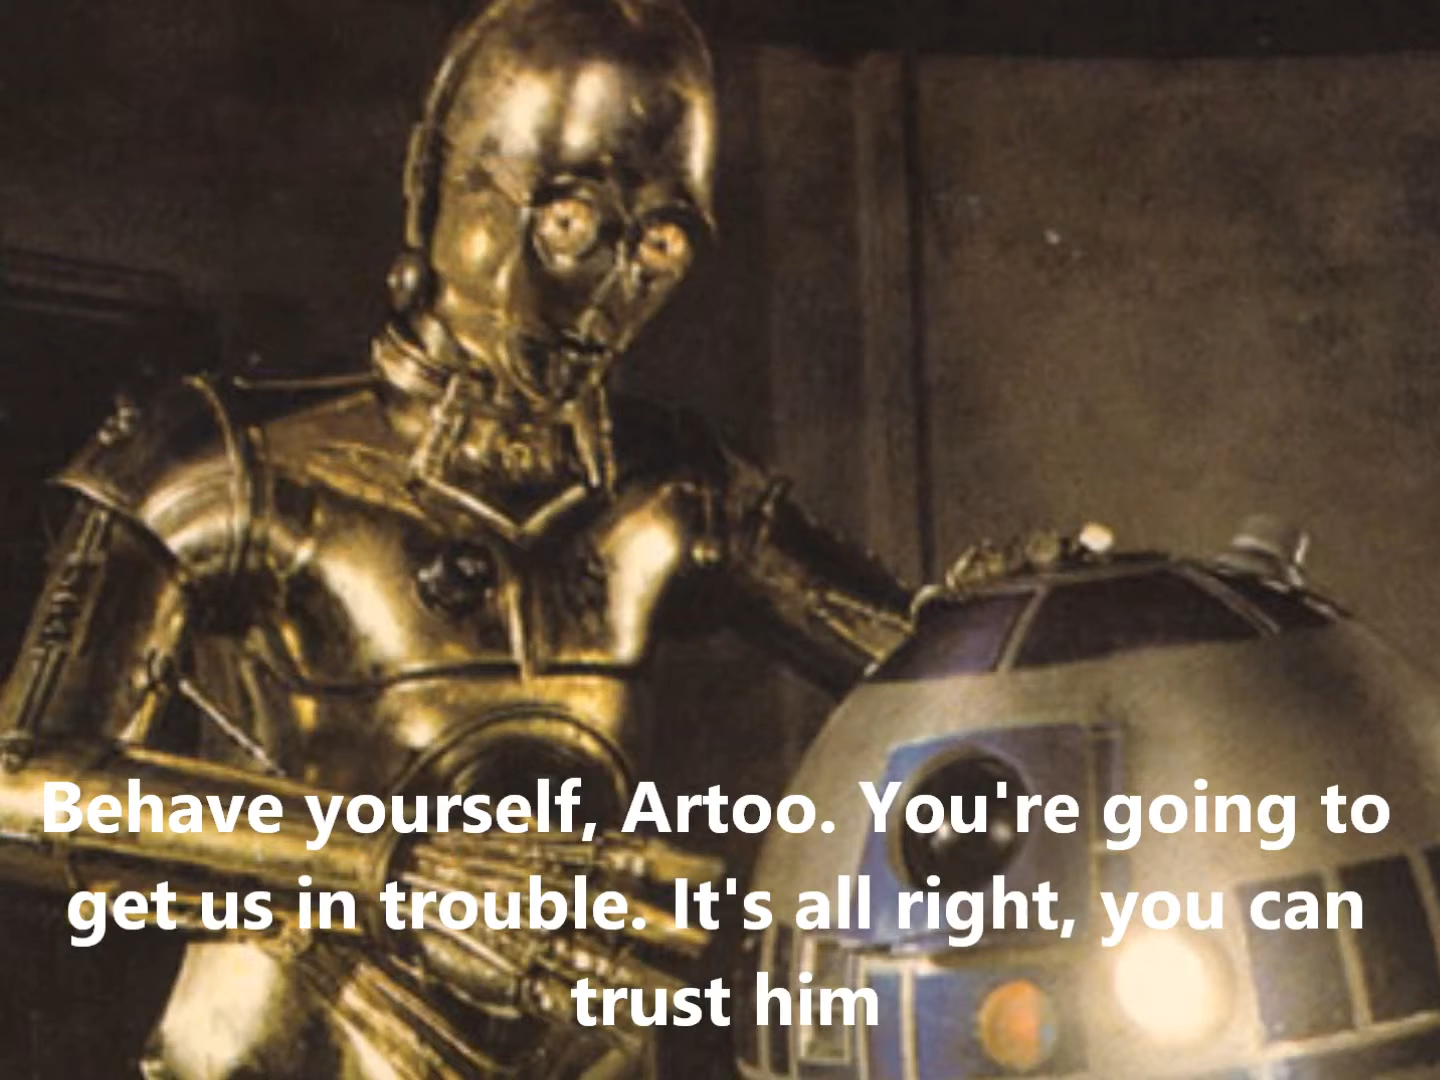 Behave yourself, Artoo. You're going to
get us in trouble. It's all right, you can
trust him